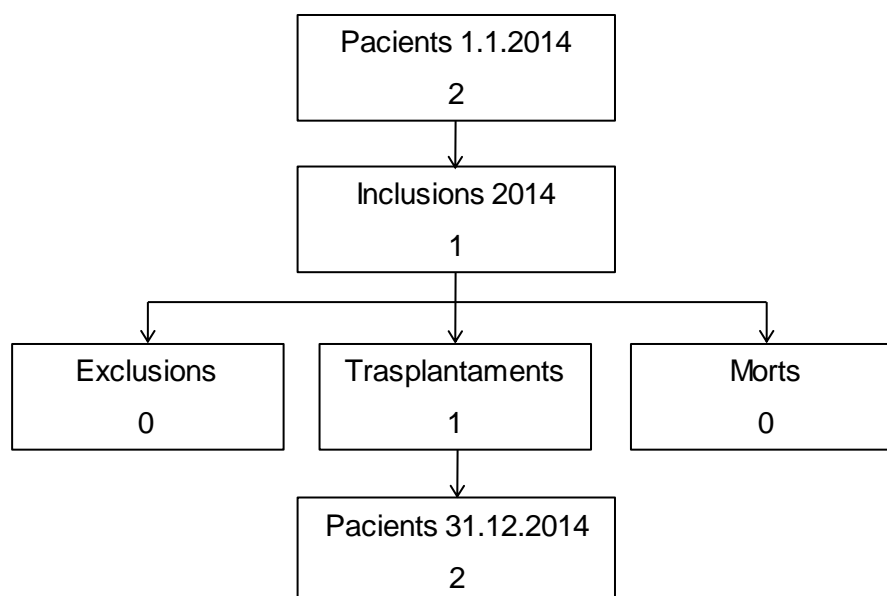 Pacients 1.1.2014
2
Inclusions 2014
1
Exclusions
0
Trasplantaments
1
Morts
0
Pacients 31.12.2014
2